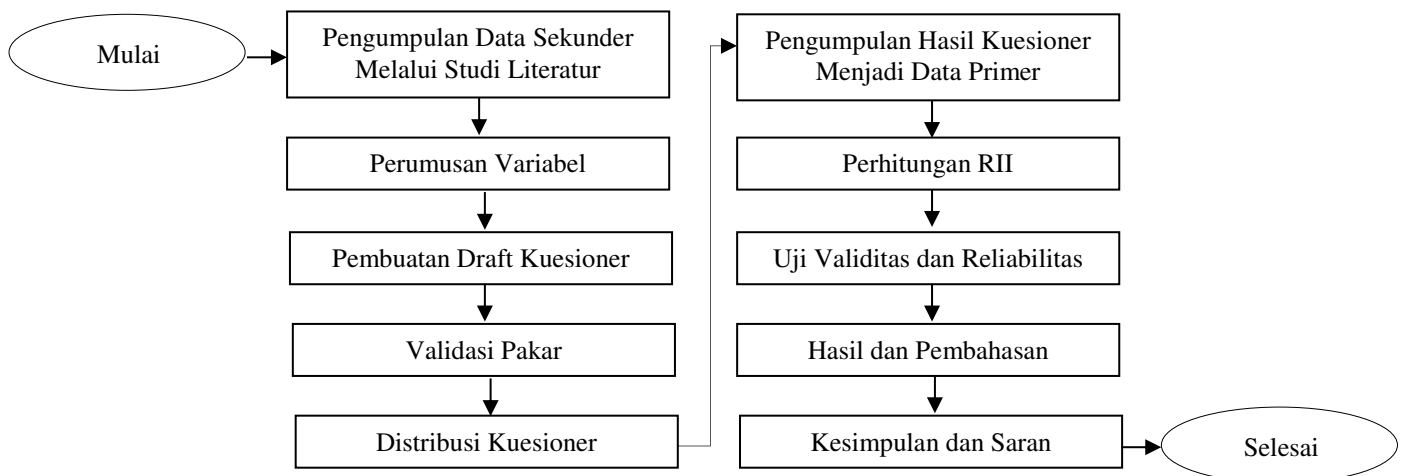 Mulai
Pengumpulan Data Sekunder
Melalui Studi Literatur
Perumusan Variabel
Pembuatan Draft Kuesioner
Validasi Pakar
Distribusi Kuesioner
Pengumpulan Hasil Kuesioner
Menjadi Data Primer
Perhitungan RII
Uji Validitas dan Reliabilitas
Hasil dan Pembahasan
Kesimpulan dan Saran
Selesai